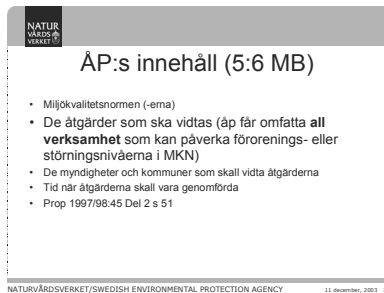 NATUR
VÅRDS
VERKET
ÅP:s innehåll (5:6 MB)
• Miljökvalitetsnormen (-erna)
• De åtgärder som ska vidtas (åp får omfatta all
verksamhet som kan påverka förorenings- eller
störningsnivåerna i MKN)
• De myndigheter och kommuner som skall vidta åtgärderna
• Tid när åtgärderna skall vara genomförda
• Prop 1997/98:45 Del 2 s 51
NATURVÅRDSVERKET/SWEDISH ENVIRONMENTAL PROTECTION AGENCY 11 december, 2003